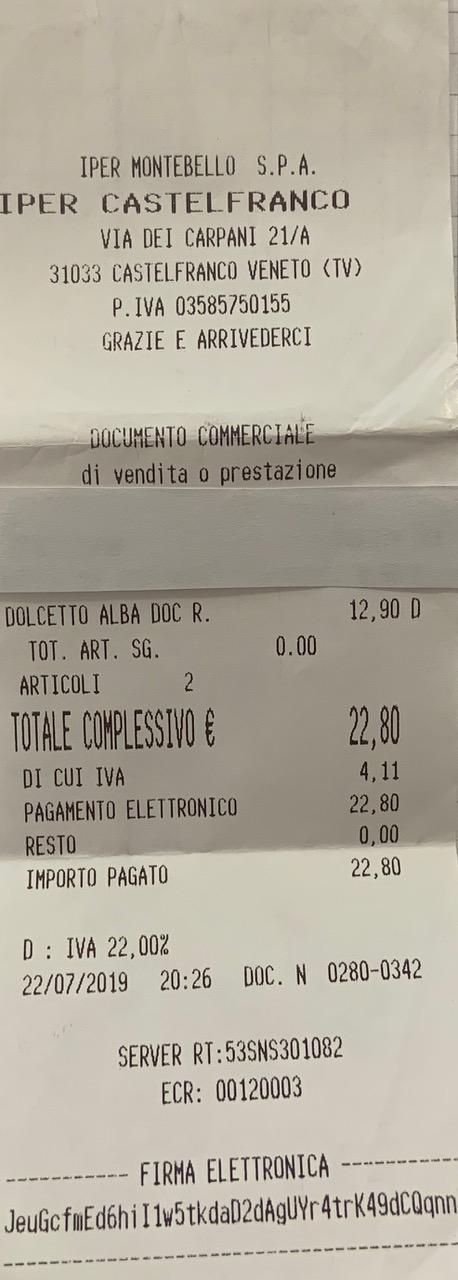 IPER MONTEBELLO S.P.A.
IPER CASTELFRANCO
VIA DEI CARPANI 21/A
31033 CASTELFRANCO VENETO (TV)
P.IVA 03585750155
GRAZIE E ARRIVEDERCI
DOCUMENTO COMMERCIALE
di vendita o prestazione
DOLCETTO ALBA DOC R. 12,90 D
TOT. ART. SG. 0.00
ARTICOLI 2
TOTALE COMPLESSIVO € 22,80
DI CUI IVA 4,11
PAGAMENTO ELETTRONICO 22,80
RESTO 0,00
IMPORTO PAGATO 22,80
D : IVA 22,00%
22/07/2019 20:26 DOC. N 0280-0342
SERVER RT:53SNS301082
ECR: 00120003
----------- FIRMA ELETTRONICA -----------
JeuGcfmEd6hiI1w5tkdaD2dAgUYr4trK49dCQqnn